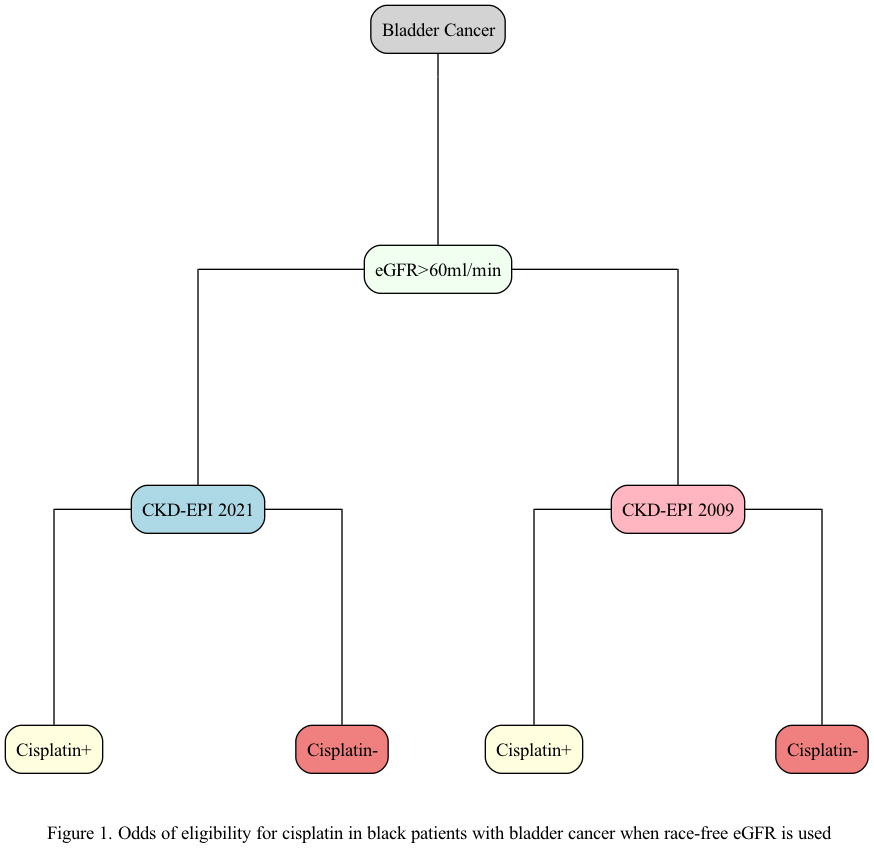 Bladder Cancer
eGFR>60ml/min
CKD-EPI 2021
CKD-EPI 2009
Cisplatin+
Cisplatin-
Cisplatin+
Cisplatin-
Figure 1. Odds of eligibility for cisplatin in black patients with bladder cancer when race-free eGFR is used